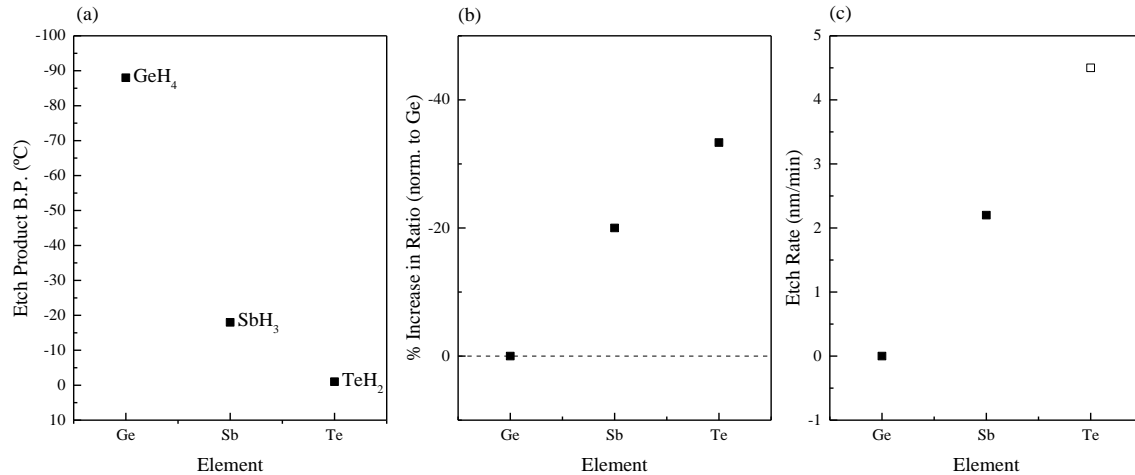 (a)
Etch Product B.P. (ºC)
-100
-90
-80
-70
-60
-50
-40
-30
-20
-10
0
10
GeH₄
SbH₃
TeH₂
Ge Sb Te
Element
(b)
% Increase in Ratio (norm. to Ge)
-40
-20
0
Ge Sb Te
Element
(c)
Etch Rate (nm/min)
5
4
3
2
1
0
-1
Ge Sb Te
Element